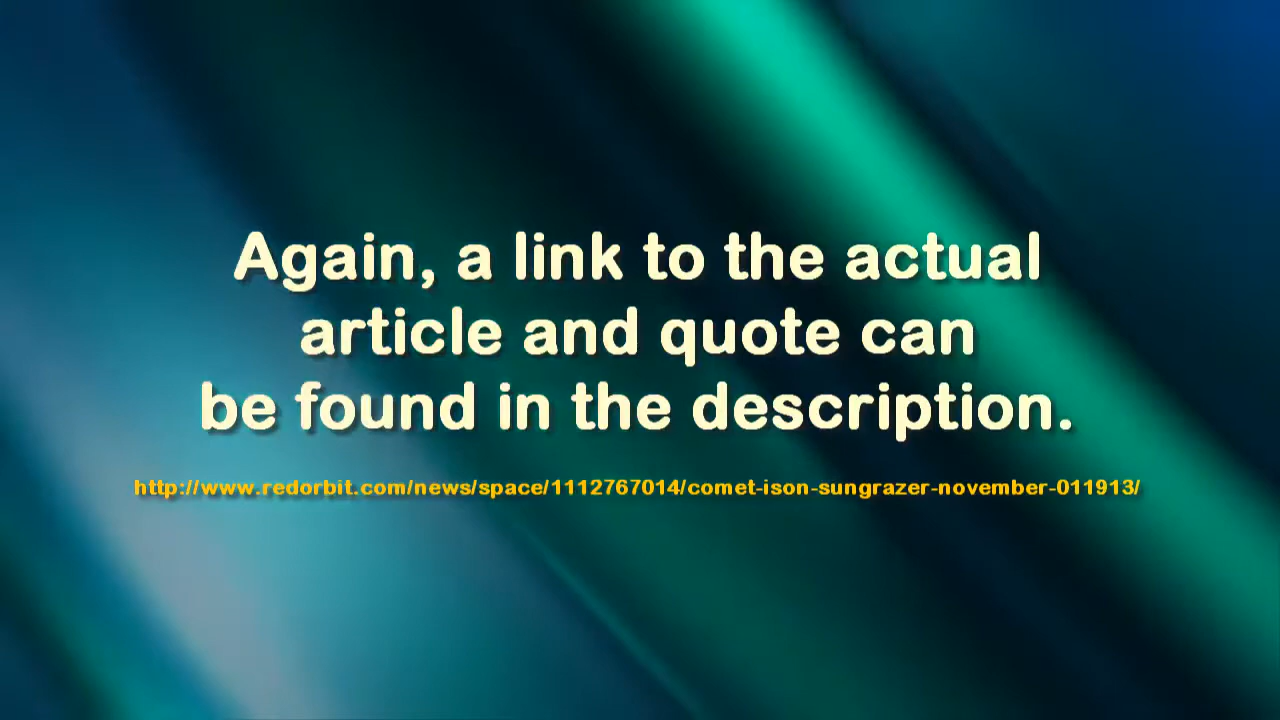 Again, a link to the actual
article and quote can
be found in the description.
http://www.redorbit.com/news/space/1112767014/comet-ison-sungrazer-november-011913/